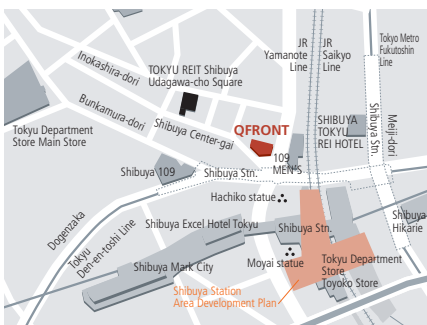 JR
Yamanote
Line
JR
Saikyo
Line
Tokyo Metro
Fukutoshin
Line
Inokashira-dori
TOKYU REIT Shibuya
Udagawa-cho Square
Bunkamura-dori
Shibuya Center-gai
QFRONT
SHIBUYA
TOKYU
REI HOTEL
Shibuya Stn.
Meiji-dori
Tokyu Department
Store Main Store
109
MEN'S
Shibuya 109
Shibuya Stn.
Hachiko statue
Dogenzaka
Tokyu
Den-en-toshi Line
Shibuya Excel Hotel Tokyu
Shibuya Stn.
Shibuya
Hikarie
Shibuya Mark City
Moyai statue
Tokyu Department
Store
Toyoko Store
Shibuya Station
Area Development Plan